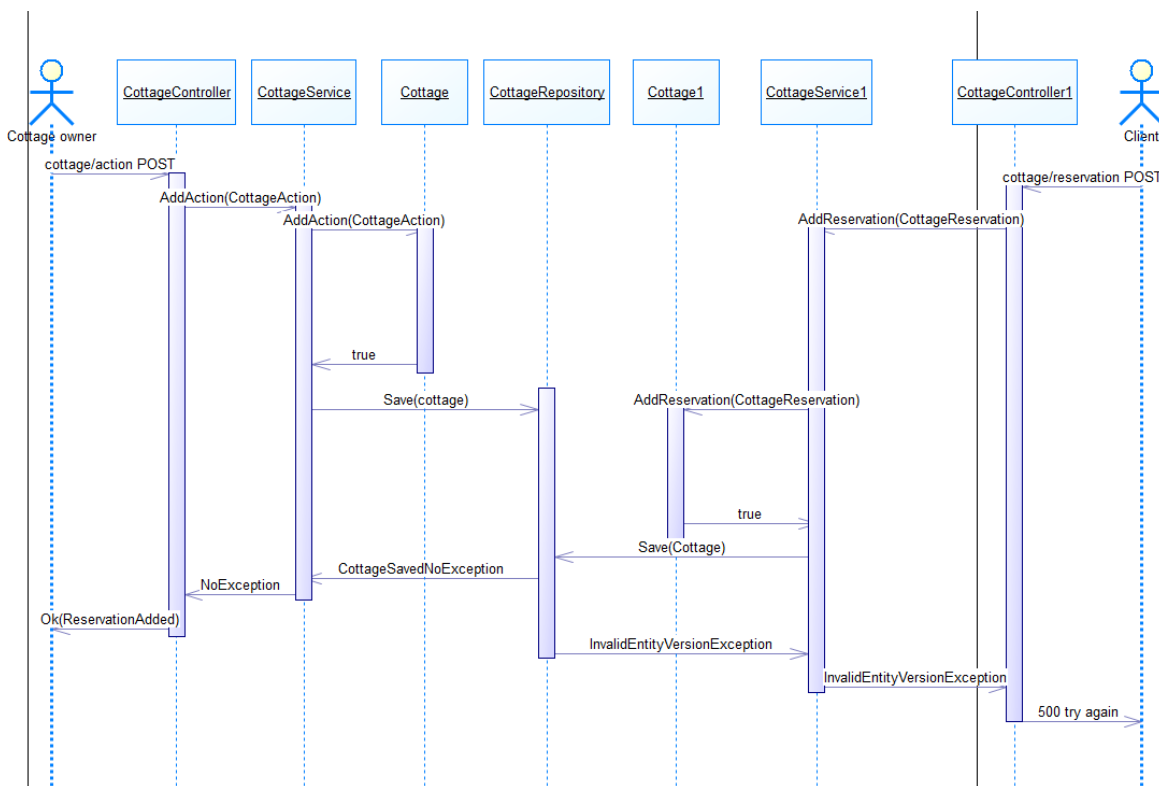 CottageController
CottageService
Cottage
CottageRepository
Cottage1
CottageService1
CottageController1
Cottage owner
Client
cottage/action POST
cottage/reservation POST
AddAction(CottageAction)
AddAction(CottageAction)
AddReservation(CottageReservation)
true
Save(cottage)
AddReservation(CottageReservation)
true
Save(Cottage)
CottageSavedNoException
NoException
Ok(ReservationAdded)
InvalidEntityVersionException
InvalidEntityVersionException
500 try again